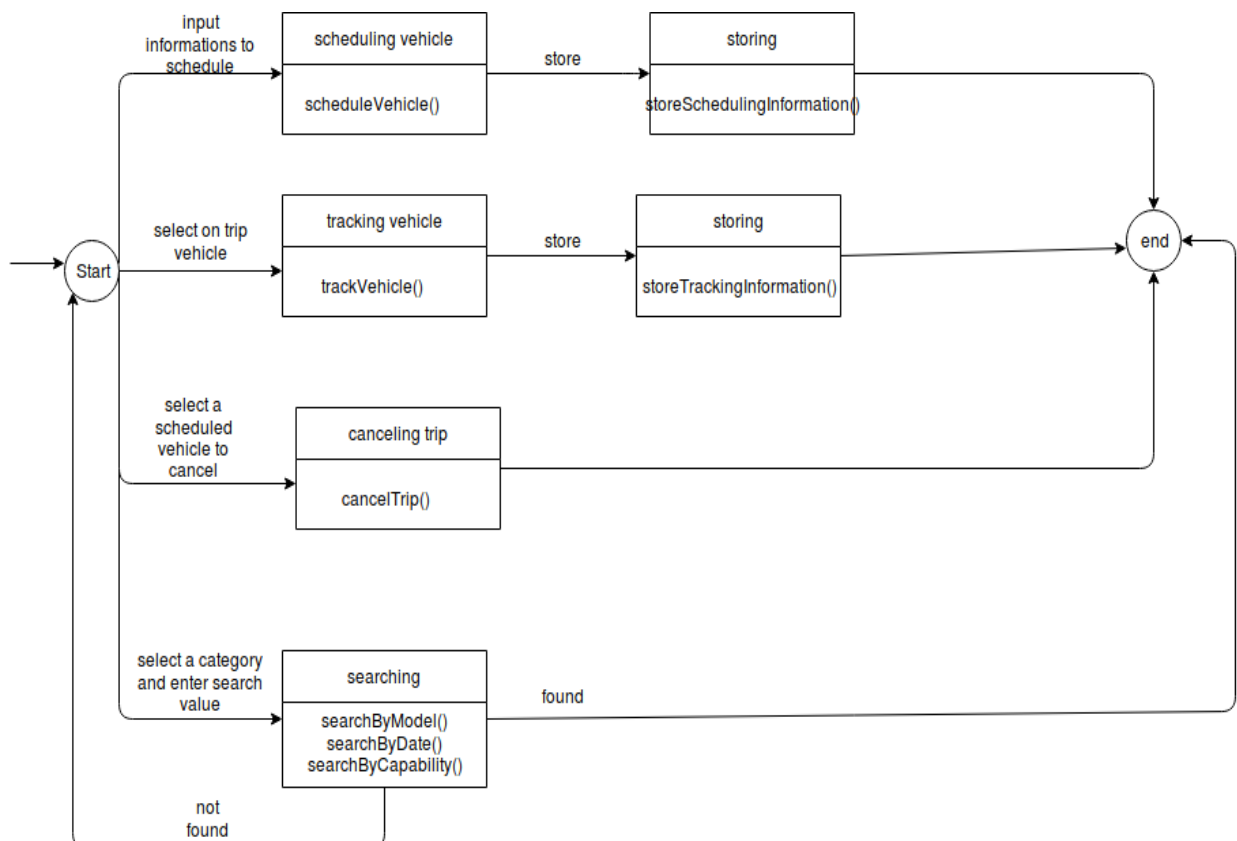 input
informations to
schedule
scheduling vehicle
scheduleVehicle()
store
storing
storeSchedulingInformation()
Start
select on trip
vehicle
tracking vehicle
trackVehicle()
store
storing
storeTrackingInformation()
end
select a
scheduled
vehicle to
cancel
canceling trip
cancelTrip()
select a category
and enter search
value
searching
searchByModel()
searchByDate()
searchByCapability()
found
not
found